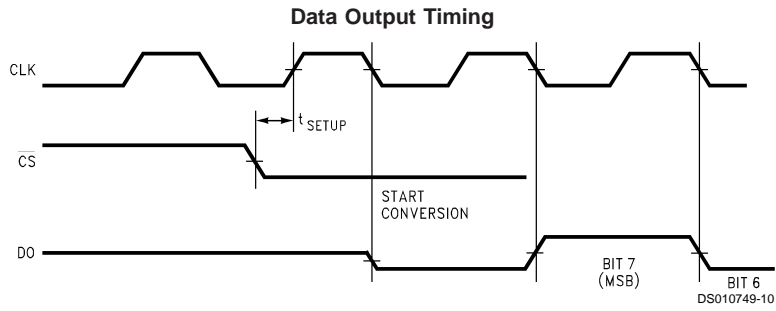 Data Output Timing
CLK
t SETUP
CS
START
CONVERSION
DO
BIT 7
(MSB)
BIT 6
DS010749-10